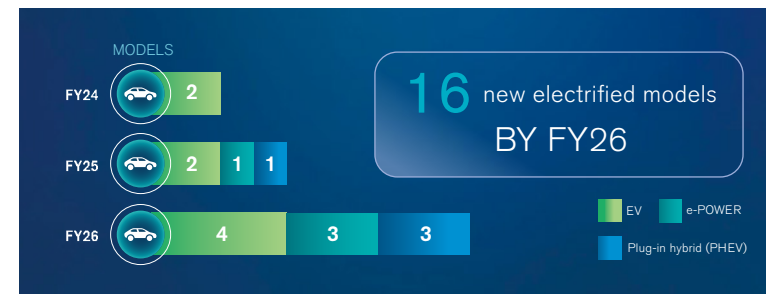 MODELS
FY24 2
FY25 2 1 1
FY26 4 3 3
16 new electrified models
BY FY26
EV e-POWER
Plug-in hybrid (PHEV)